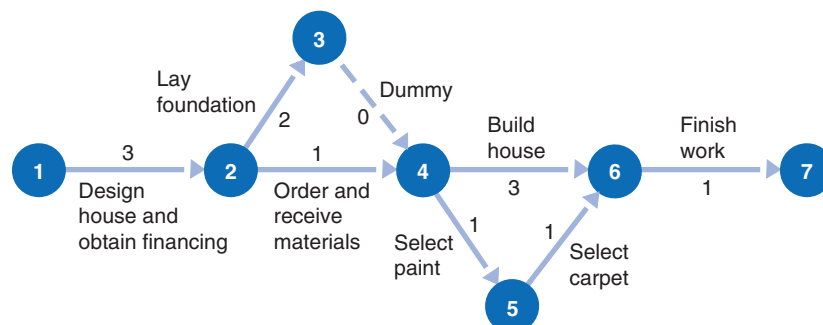 3
Lay
foundation
2
Dummy
0
Build
house
3
Finish
work
1
1
3
2
1
4
6
7
Design
house and
obtain financing
Order and
receive
materials
Select
paint
1
1
Select
carpet
5